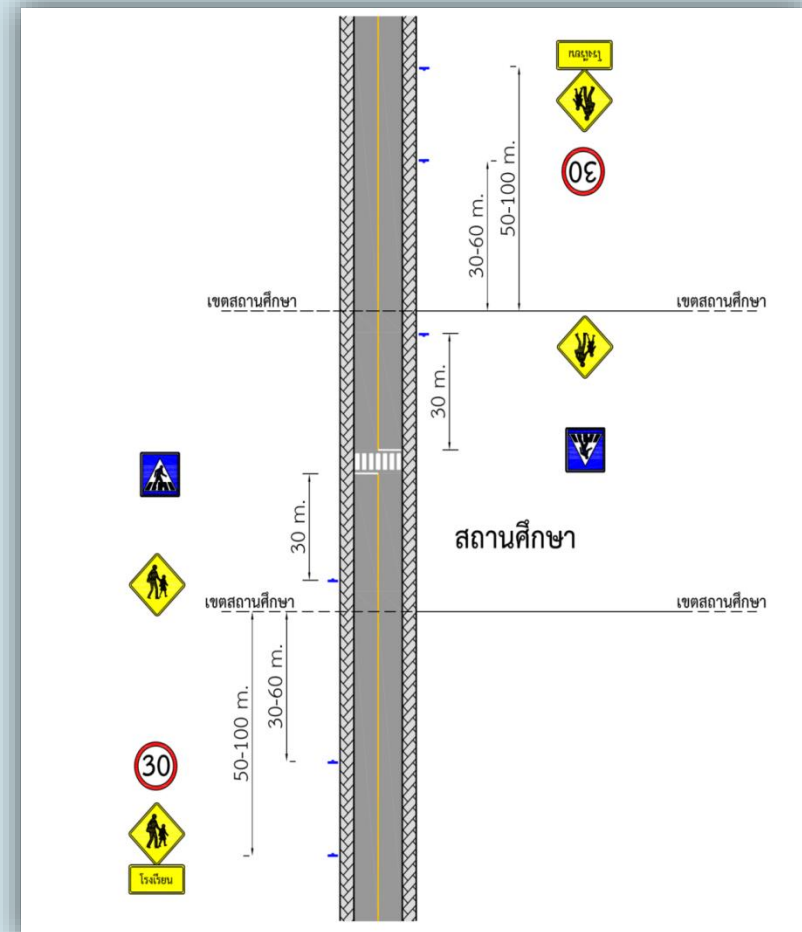 โรงเรียน
30
50-100 m.
30-60 m.
เขตสถานศึกษา
เขตสถานศึกษา
30 m.
30 m.
สถานศึกษา
เขตสถานศึกษา
เขตสถานศึกษา
30-60 m.
50-100 m.
30
โรงเรียน